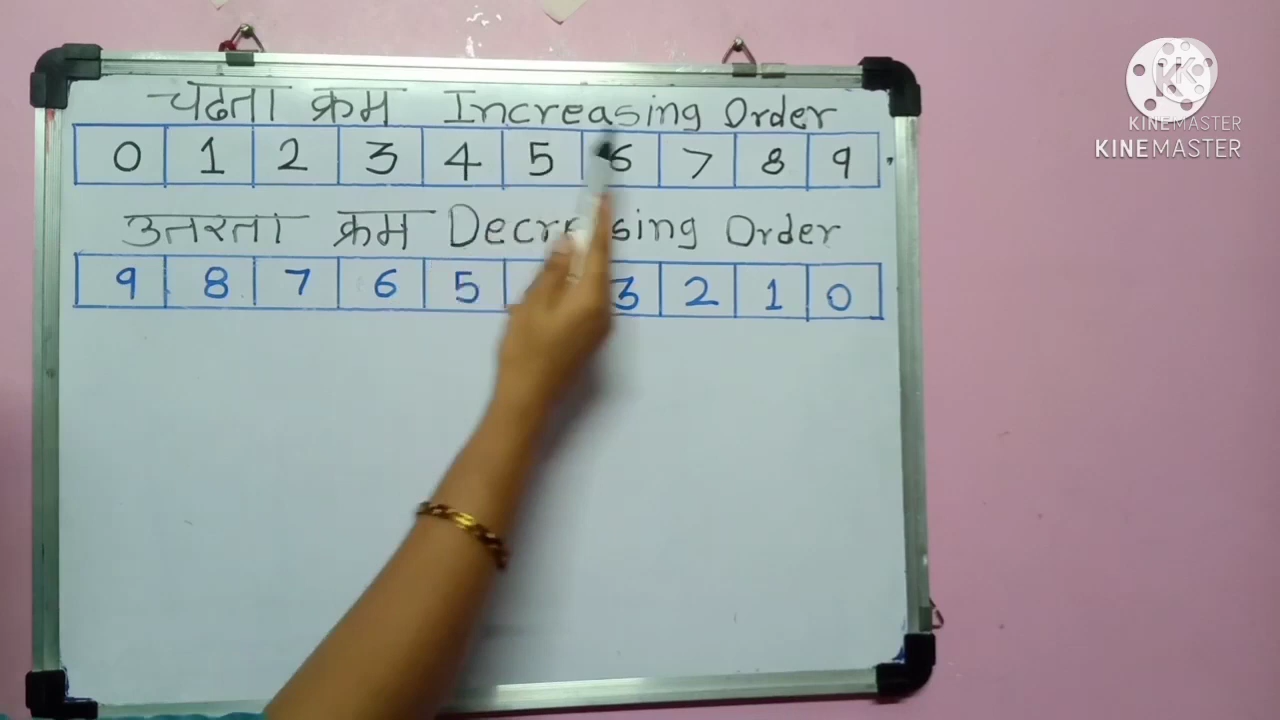 चढता क्रम Increasing Order
0 1 2 3 4 5 6 7 8 9
उतरता क्रम Order
9 8 7 6 5 3 2 1 0
KK
KINEMASTER
KINEMASTER